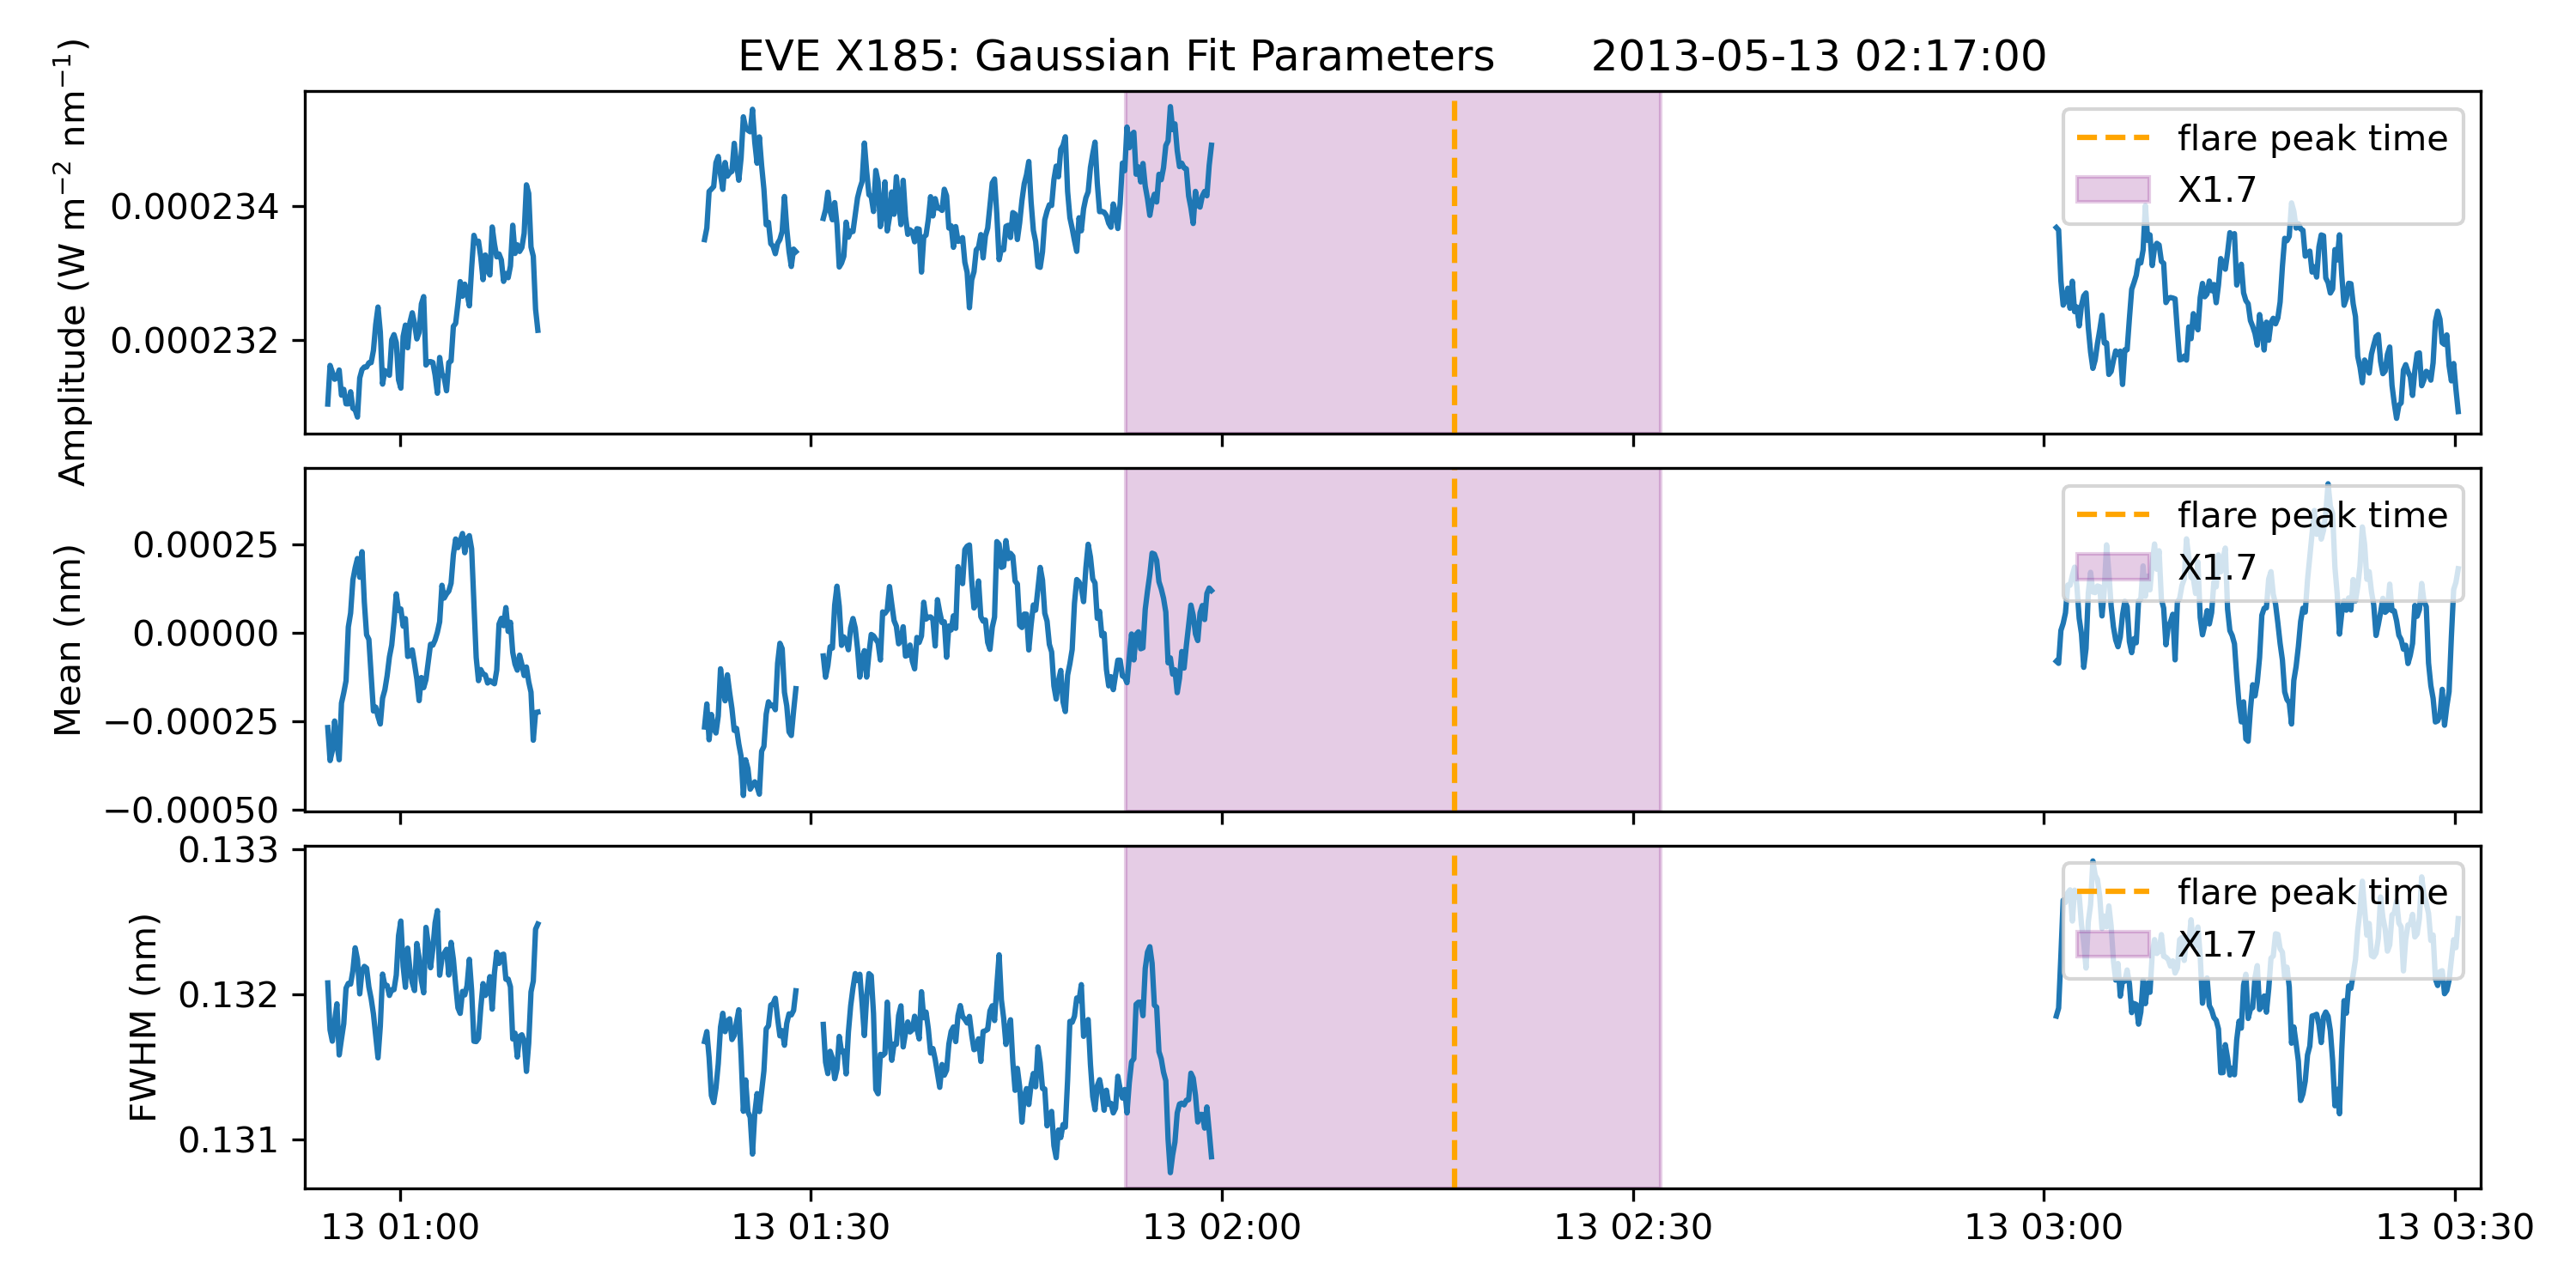 EVE X185: Gaussian Fit Parameters 2013-05-13 02:17:00
Amplitude (W m⁻² nm⁻¹)
0.000234
0.000232
flare peak time
X1.7
Mean (nm)
0.00025
0.00000
−0.00025
−0.00050
flare peak time
X1.7
FWHM (nm)
0.133
0.132
0.131
flare peak time
X1.7
13 01:00 13 01:30 13 02:00 13 02:30 13 03:00 13 03:30